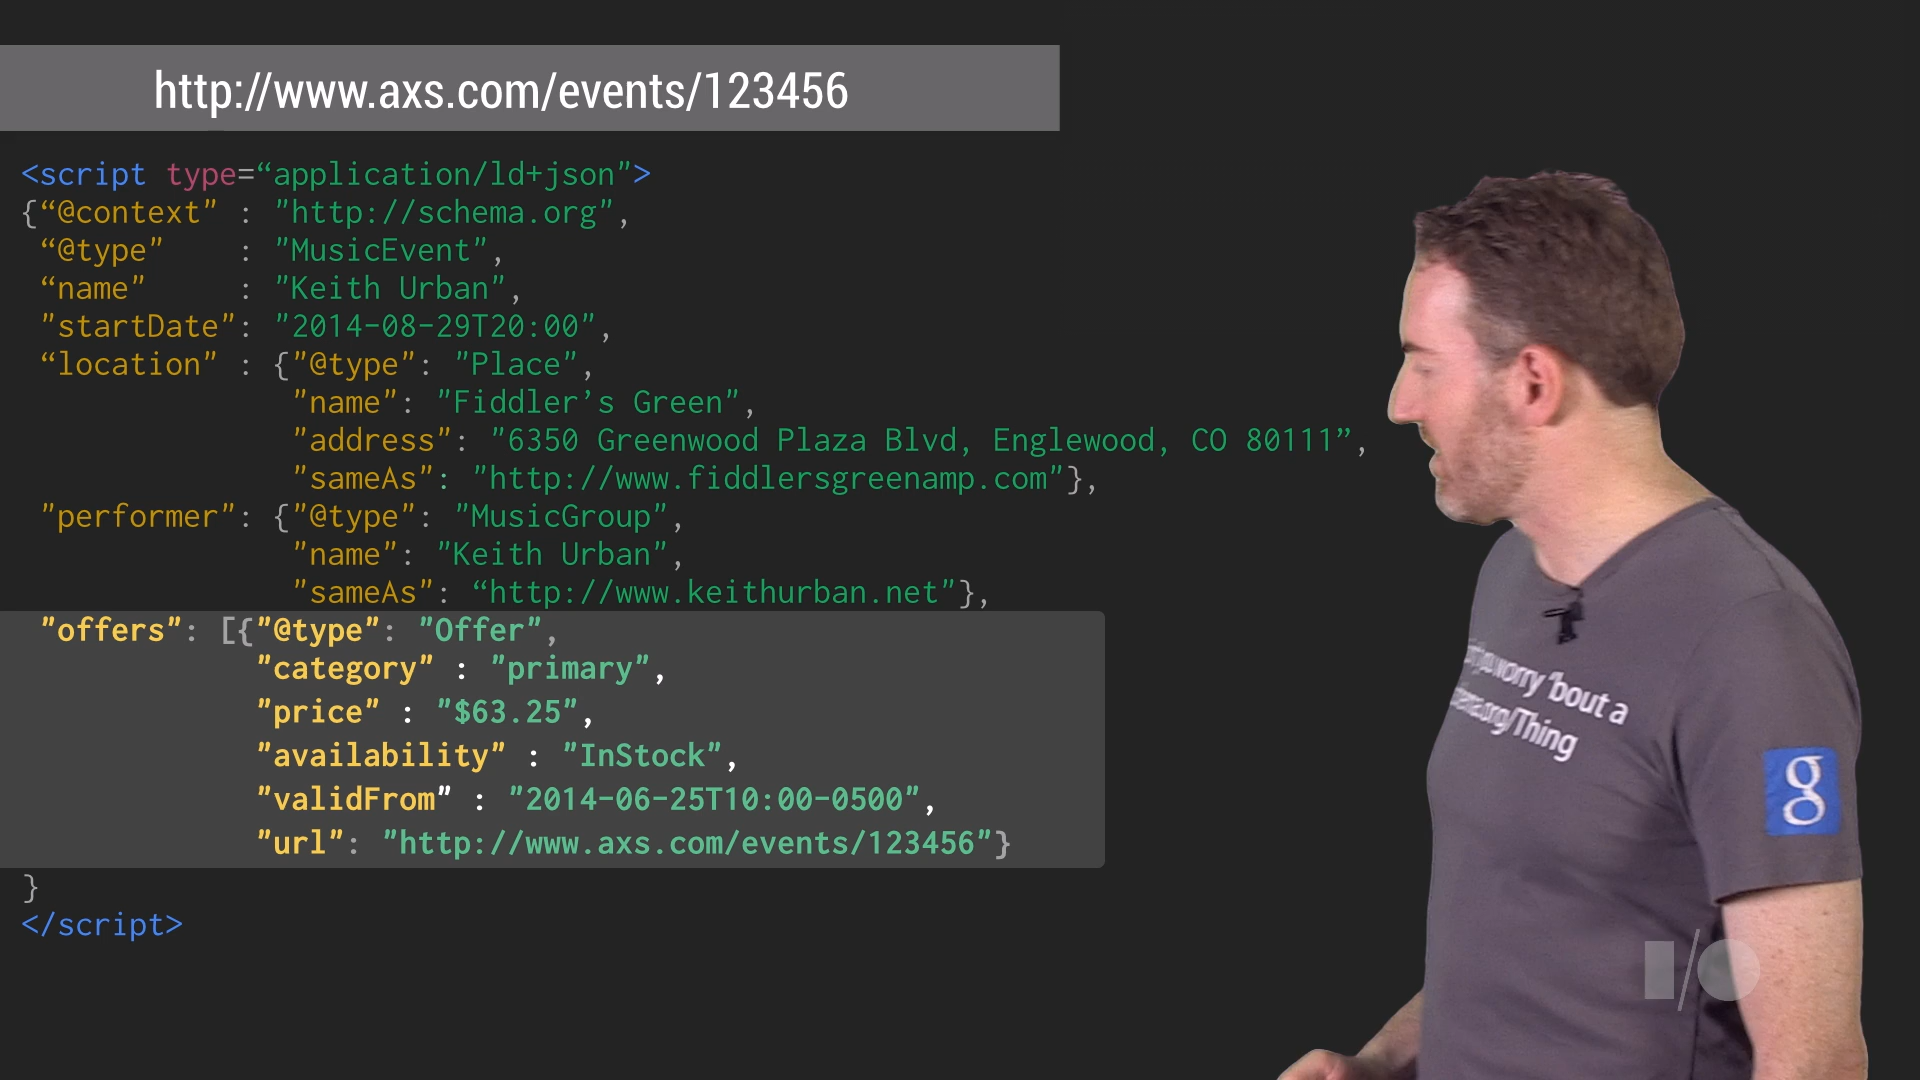 http://www.axs.com/events/123456
<script type=“application/ld+json">
{“@context" : "http://schema.org",
“@type" : "MusicEvent",
“name" : "Keith Urban",
"startDate": "2014-08-29T20:00",
“location" : {"@type": "Place",
"name": "Fiddler’s Green",
"address": "6350 Greenwood Plaza Blvd, Englewood, CO 80111”,
"sameAs": "http://www.fiddlersgreenamp.com"},
"performer": {"@type": "MusicGroup",
"name": "Keith Urban",
"sameAs": “http://www.keithurban.net"},
"offers": [{"@type": "Offer",
"category" : "primary",
"price" : "$63.25",
"availability" : "InStock",
"validFrom" : "2014-06-25T10:00-0500",
"url": "http://www.axs.com/events/123456"}
}
</script>
worry ‘bout a
.org/Thing
g
I/O